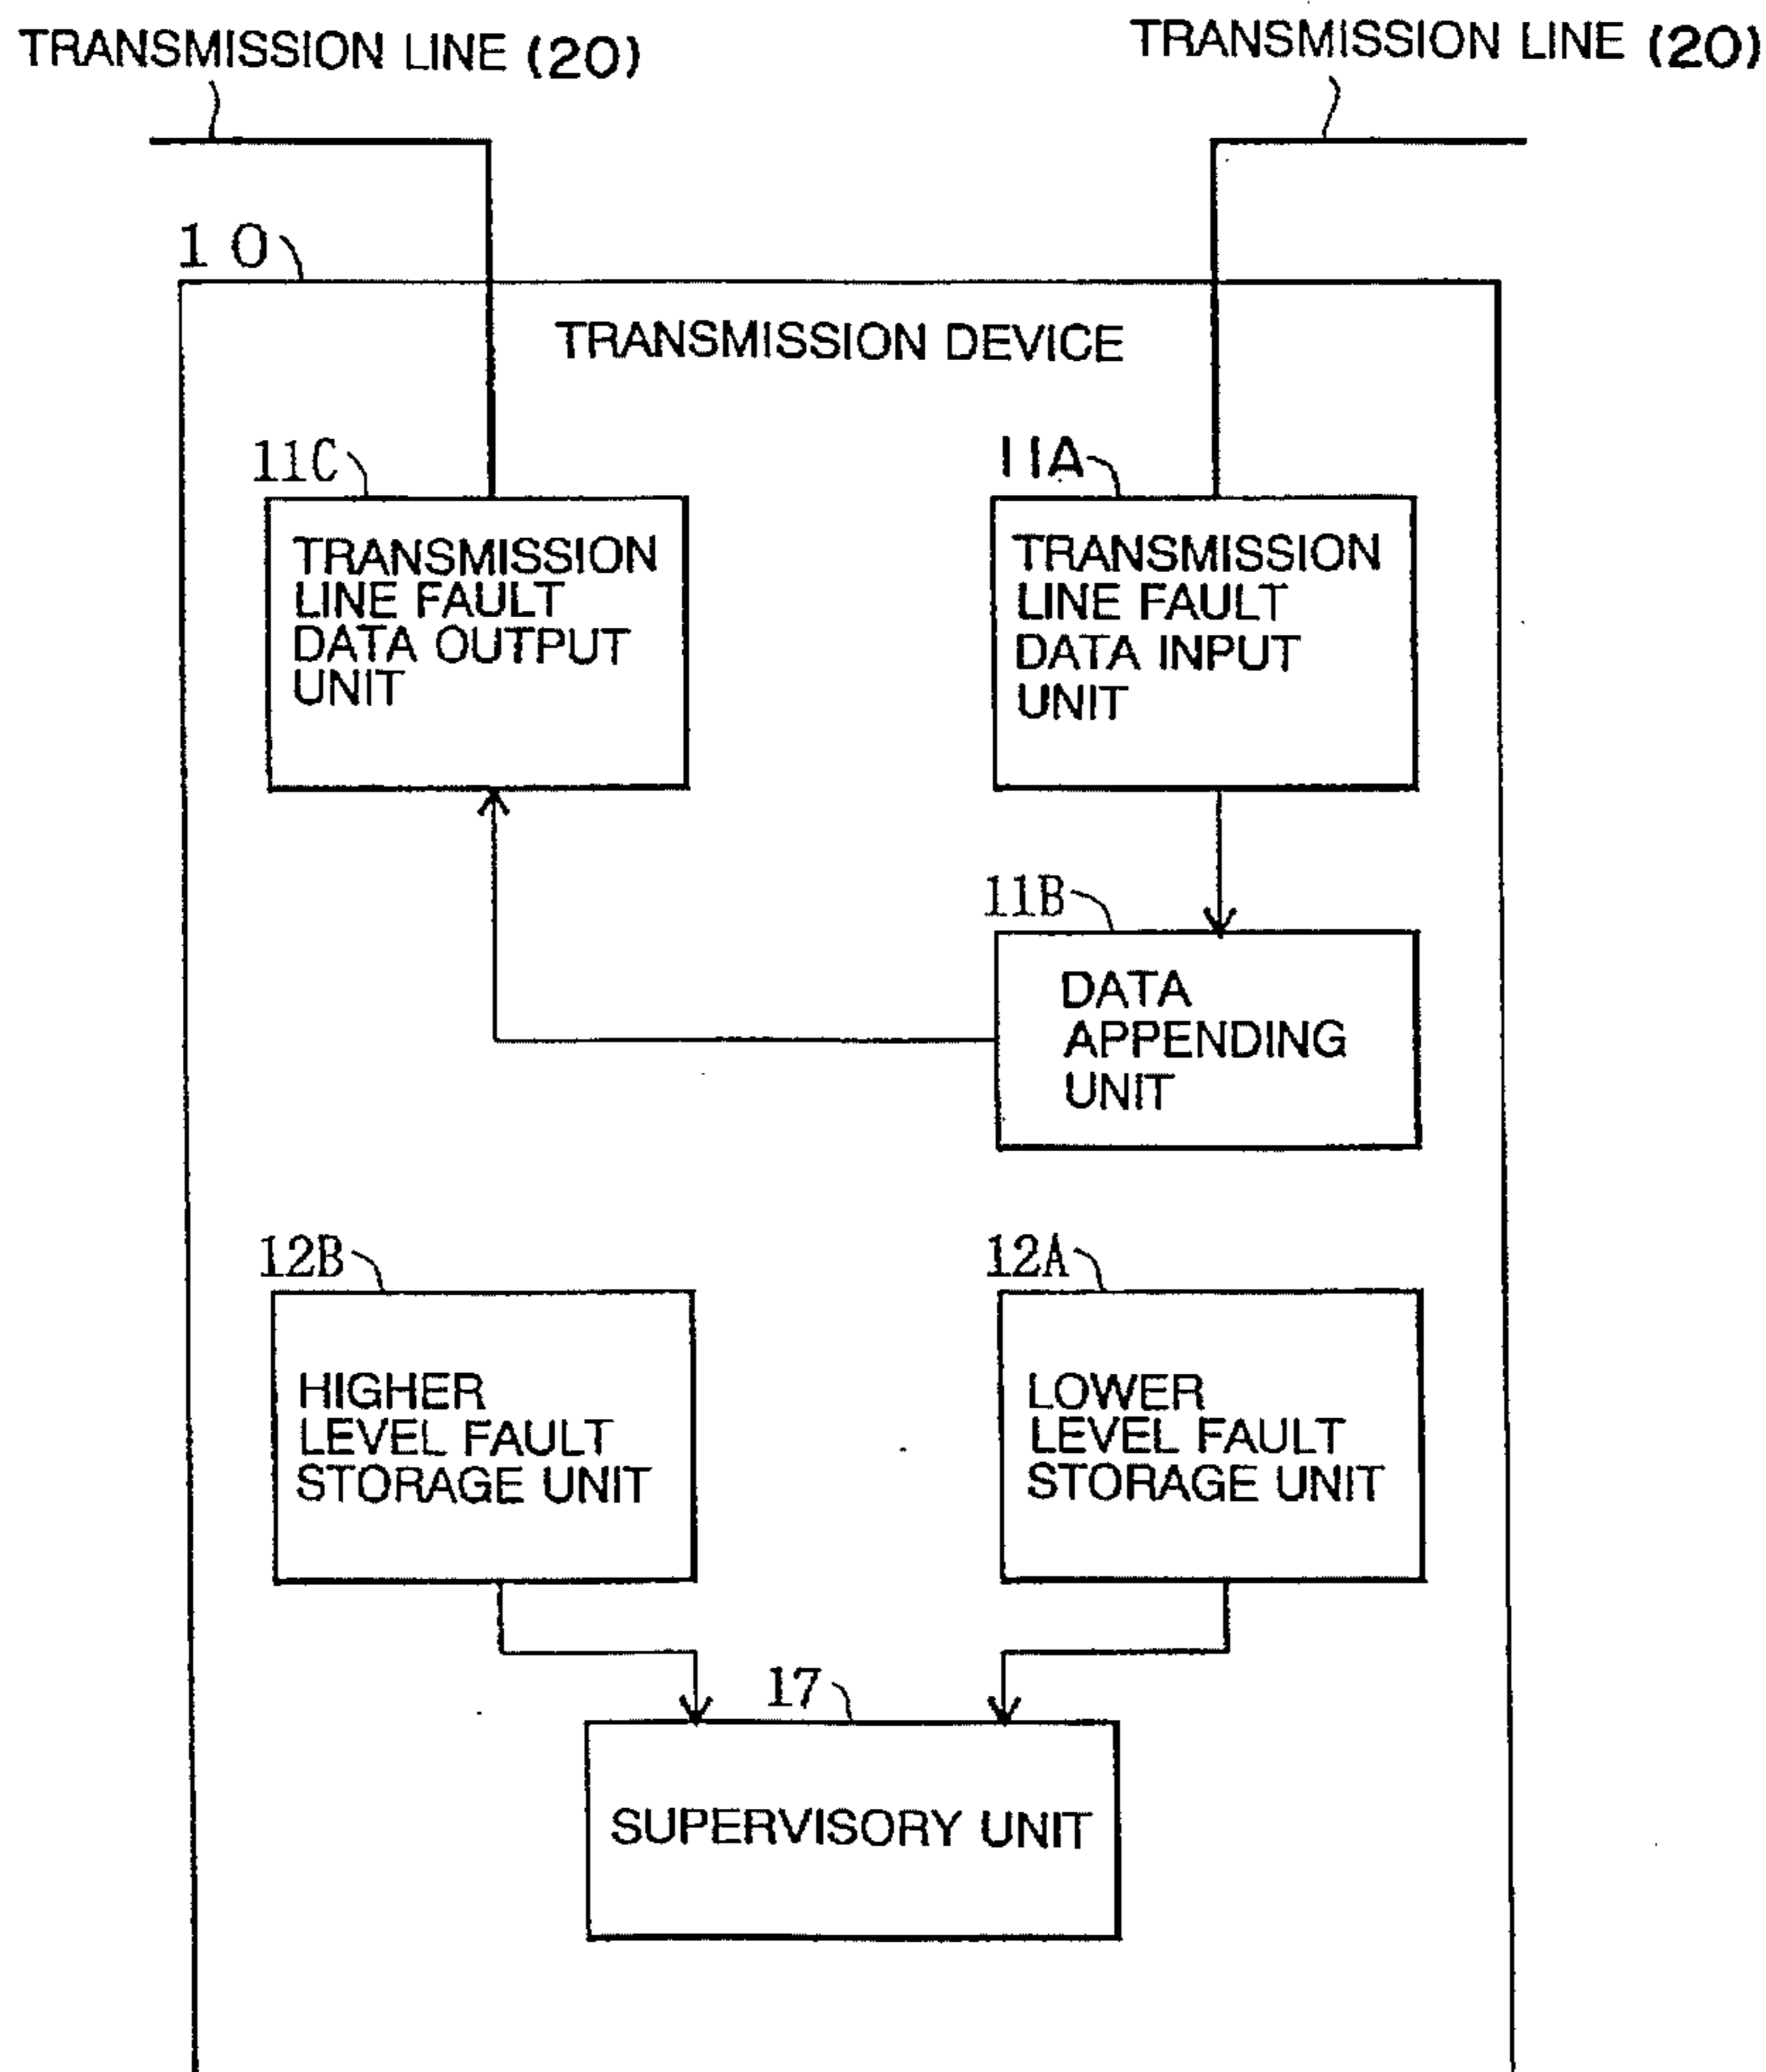 TRANSMISSION LINE (20)
TRANSMISSION LINE (20)
10
TRANSMISSION DEVICE
11C
TRANSMISSION
LINE FAULT
DATA OUTPUT
UNIT
11A
TRANSMISSION
LINE FAULT
DATA INPUT
UNIT
11B
DATA
APPENDING
UNIT
12B
HIGHER
LEVEL FAULT
STORAGE UNIT
12A
LOWER
LEVEL FAULT
STORAGE UNIT
17
SUPERVISORY UNIT